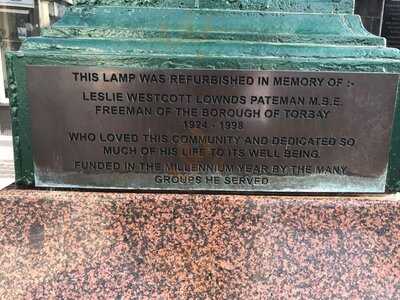 THIS LAMP WAS REFURBISHED IN MEMORY OF :-
LESLIE WESTCOTT LOWNDS PATEMAN M.B.E.
FREEMAN OF THE BOROUGH OF TORBAY
1924 - 1998
WHO LOVED THIS COMMUNITY AND DEDICATED SO
MUCH OF HIS LIFE TO ITS WELL BEING.
FUNDED IN THE MILLENNIUM YEAR BY THE MANY
GROUPS HE SERVED